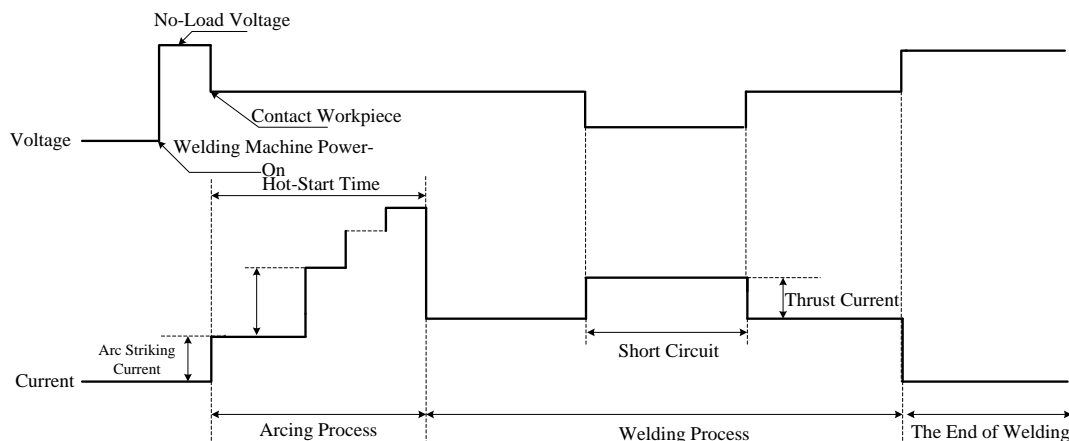 No-Load Voltage
Contact Workpiece
Voltage
Welding Machine Power-
On
Hot-Start Time
Thrust Current
Arc Striking
Current
Short Circuit
Current
Arcing Process
Welding Process
The End of Welding